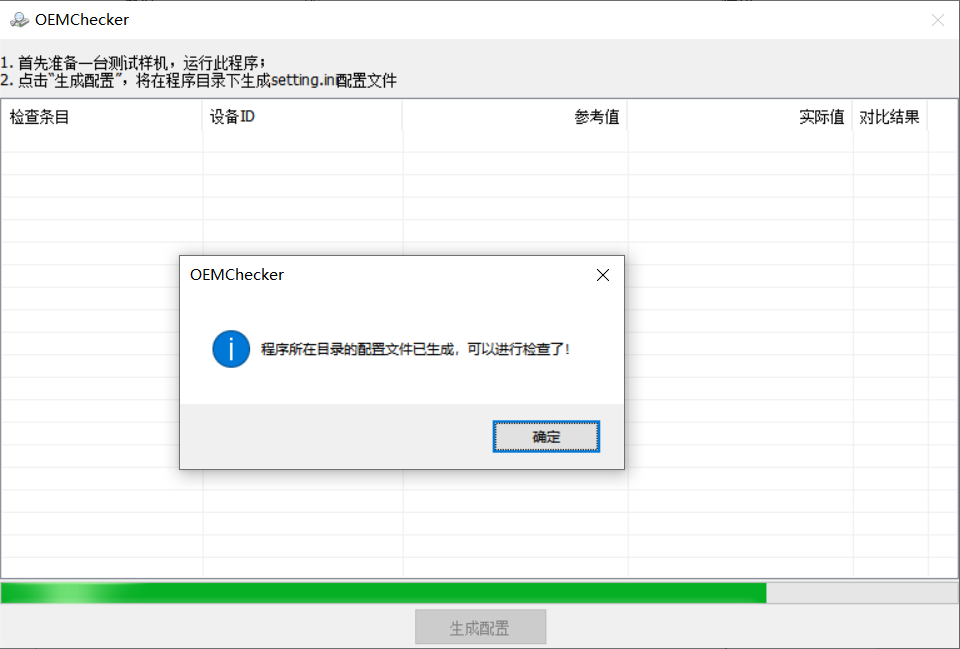 OEMChecker
1. 首先准备一台测试样机，运行此程序；
2. 点击“生成配置”，将在程序目录下生成setting.in配置文件
检查条目 设备ID 参考值 实际值 对比结果
OEMChecker
程序所在目录的配置文件已生成，可以进行检查了！
确定
生成配置